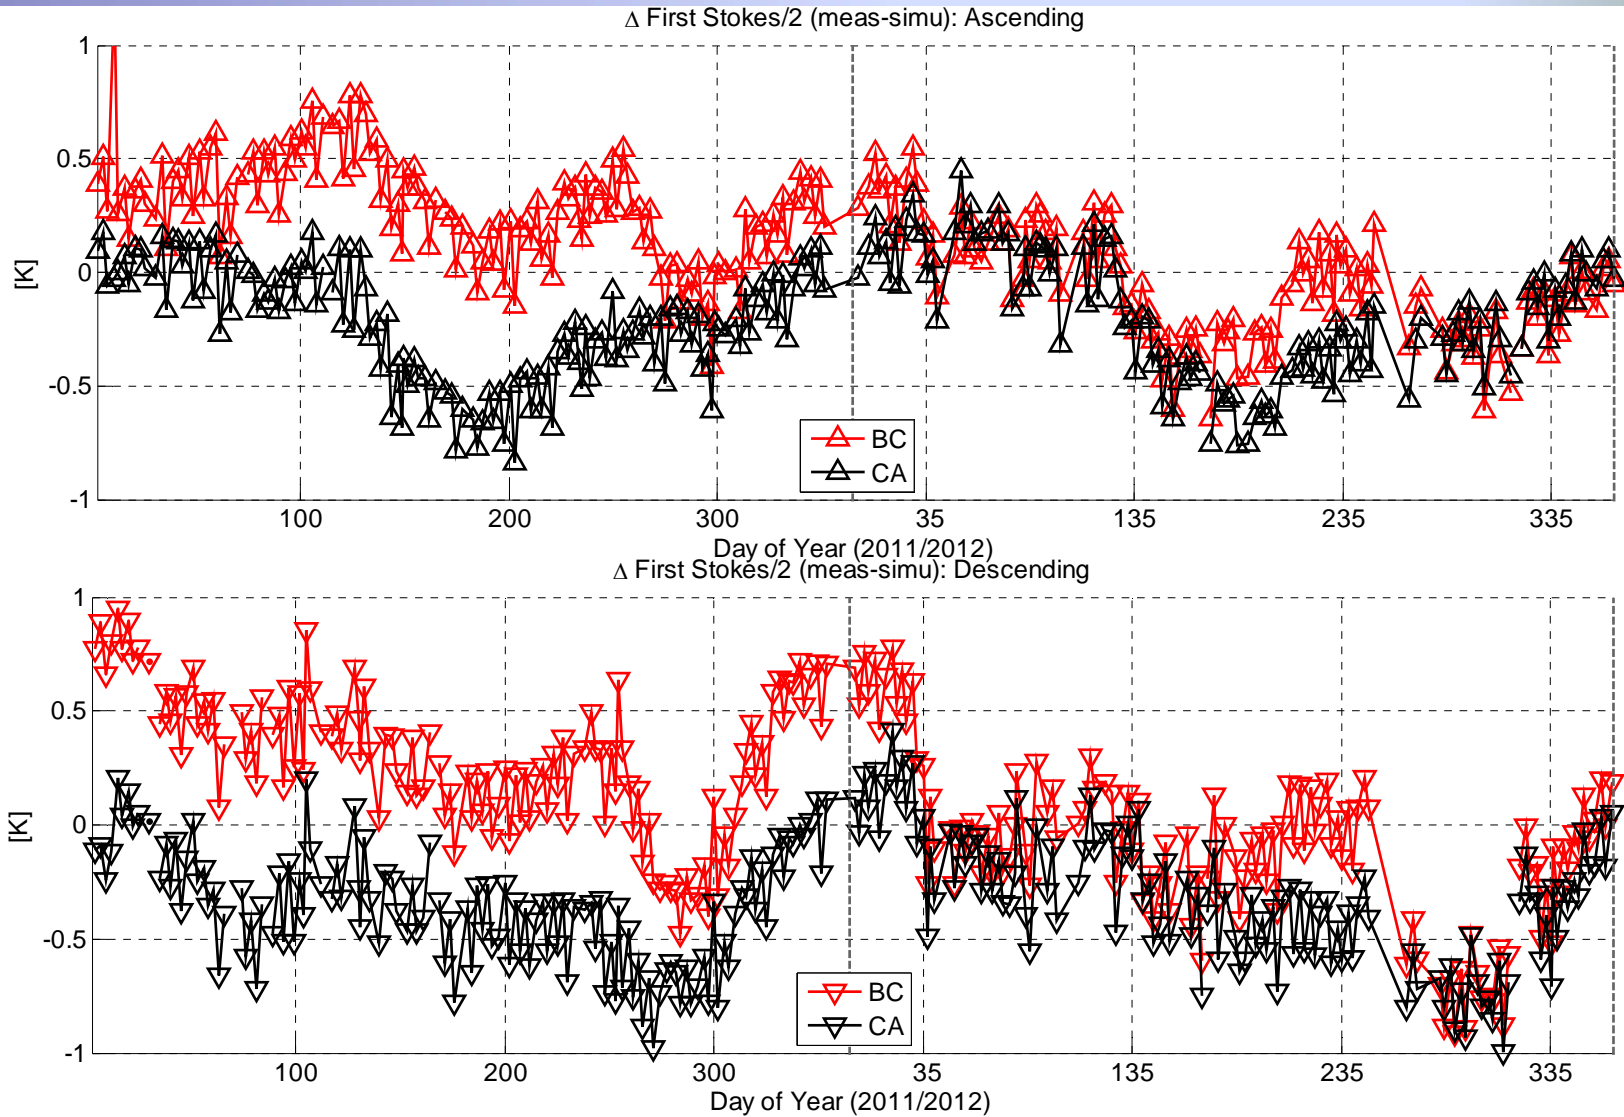 Δ First Stokes/2 (meas-simu): Ascending
1
0.5
0
-0.5
-1
[K]
BC
CA
100
200
300
35
135
235
335
Day of Year (2011/2012)
Δ First Stokes/2 (meas-simu): Descending
1
0.5
0
-0.5
-1
[K]
BC
CA
100
200
300
35
135
235
335
Day of Year (2011/2012)